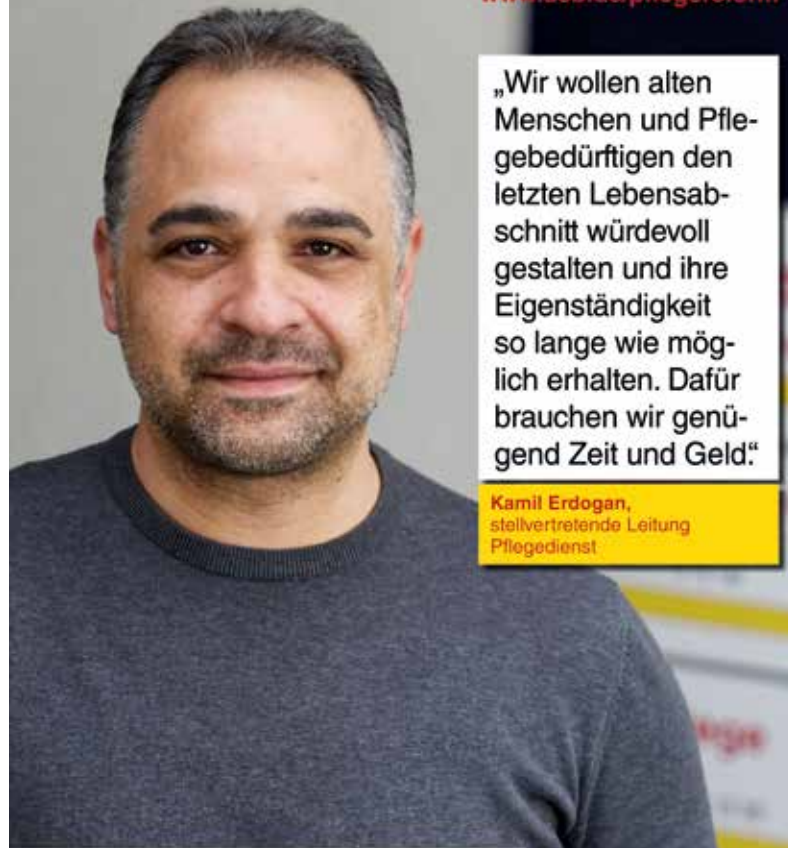 „Wir wollen alten
Menschen und Pfle-
gebedürftigen den
letzten Lebensab-
schnitt würdevoll
gestalten und ihre
Eigenständigkeit
so lange wie mög-
lich erhalten. Dafür
brauchen wir genü-
gend Zeit und Geld.“
Kamil Erdogan,
stellvertretende Leitung
Pflegedienst